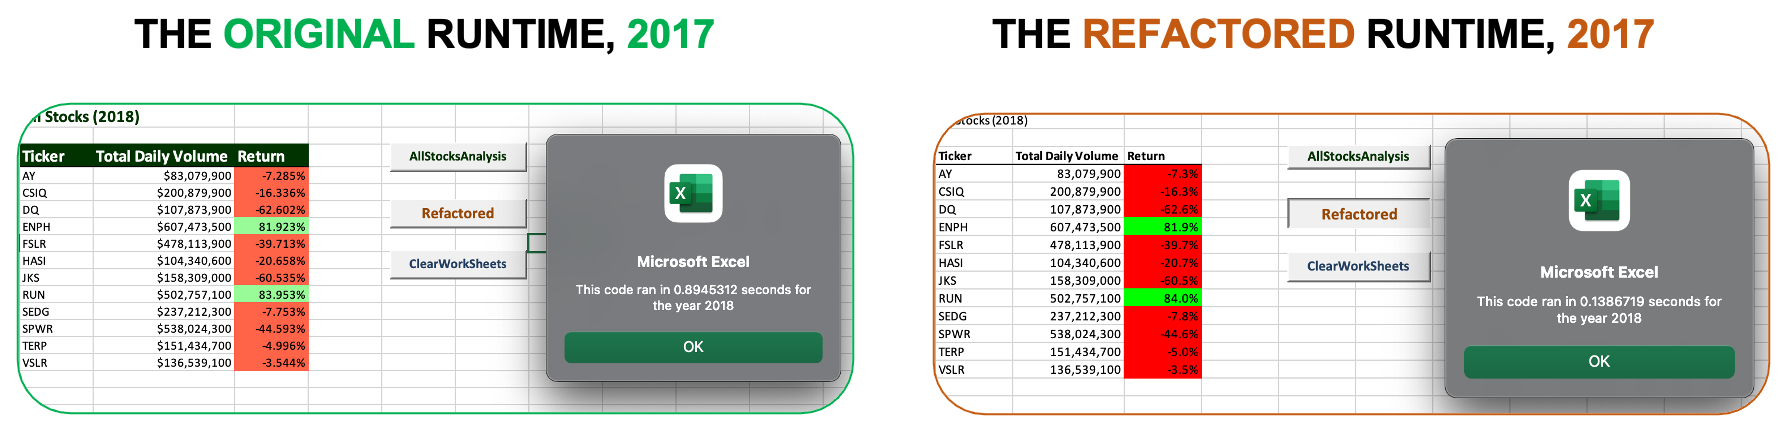 THE ORIGINAL RUNTIME, 2017
Stocks (2018)
Ticker Total Daily Volume Return
AY $83,079,900 -7.285%
CSIQ $200,879,900 -16.336%
DQ $107,873,900 -62.602%
ENPH $607,473,500 81.923%
FSLR $478,113,900 -39.713%
HASI $104,340,600 -20.658%
JKS $158,309,000 -60.535%
RUN $502,757,100 83.953%
SEDG $237,212,300 -7.753%
SPWR $538,024,300 -44.593%
TERP $151,434,700 -4.996%
VSLR $136,539,100 -3.544%
AllStocksAnalysis
Refactored
ClearWorkSheets
X
Microsoft Excel
This code ran in 0.8945312 seconds for
the year 2018
OK
THE REFACTORED RUNTIME, 2017
Stocks (2018)
Ticker Total Daily Volume Return
AY 83,079,900 -7.3%
CSIQ 200,879,900 -16.3%
DQ 107,873,900 -62.6%
ENPH 607,473,500 81.9%
FSLR 478,113,900 -39.7%
HASI 104,340,600 -20.7%
JKS 158,309,000 -60.5%
RUN 502,757,100 84.0%
SEDG 237,212,300 -7.8%
SPWR 538,024,300 -44.6%
TERP 151,434,700 -5.0%
VSLR 136,539,100 -3.5%
AllStocksAnalysis
Refactored
ClearWorkSheets
X
Microsoft Excel
This code ran in 0.1386719 seconds for
the year 2018
OK